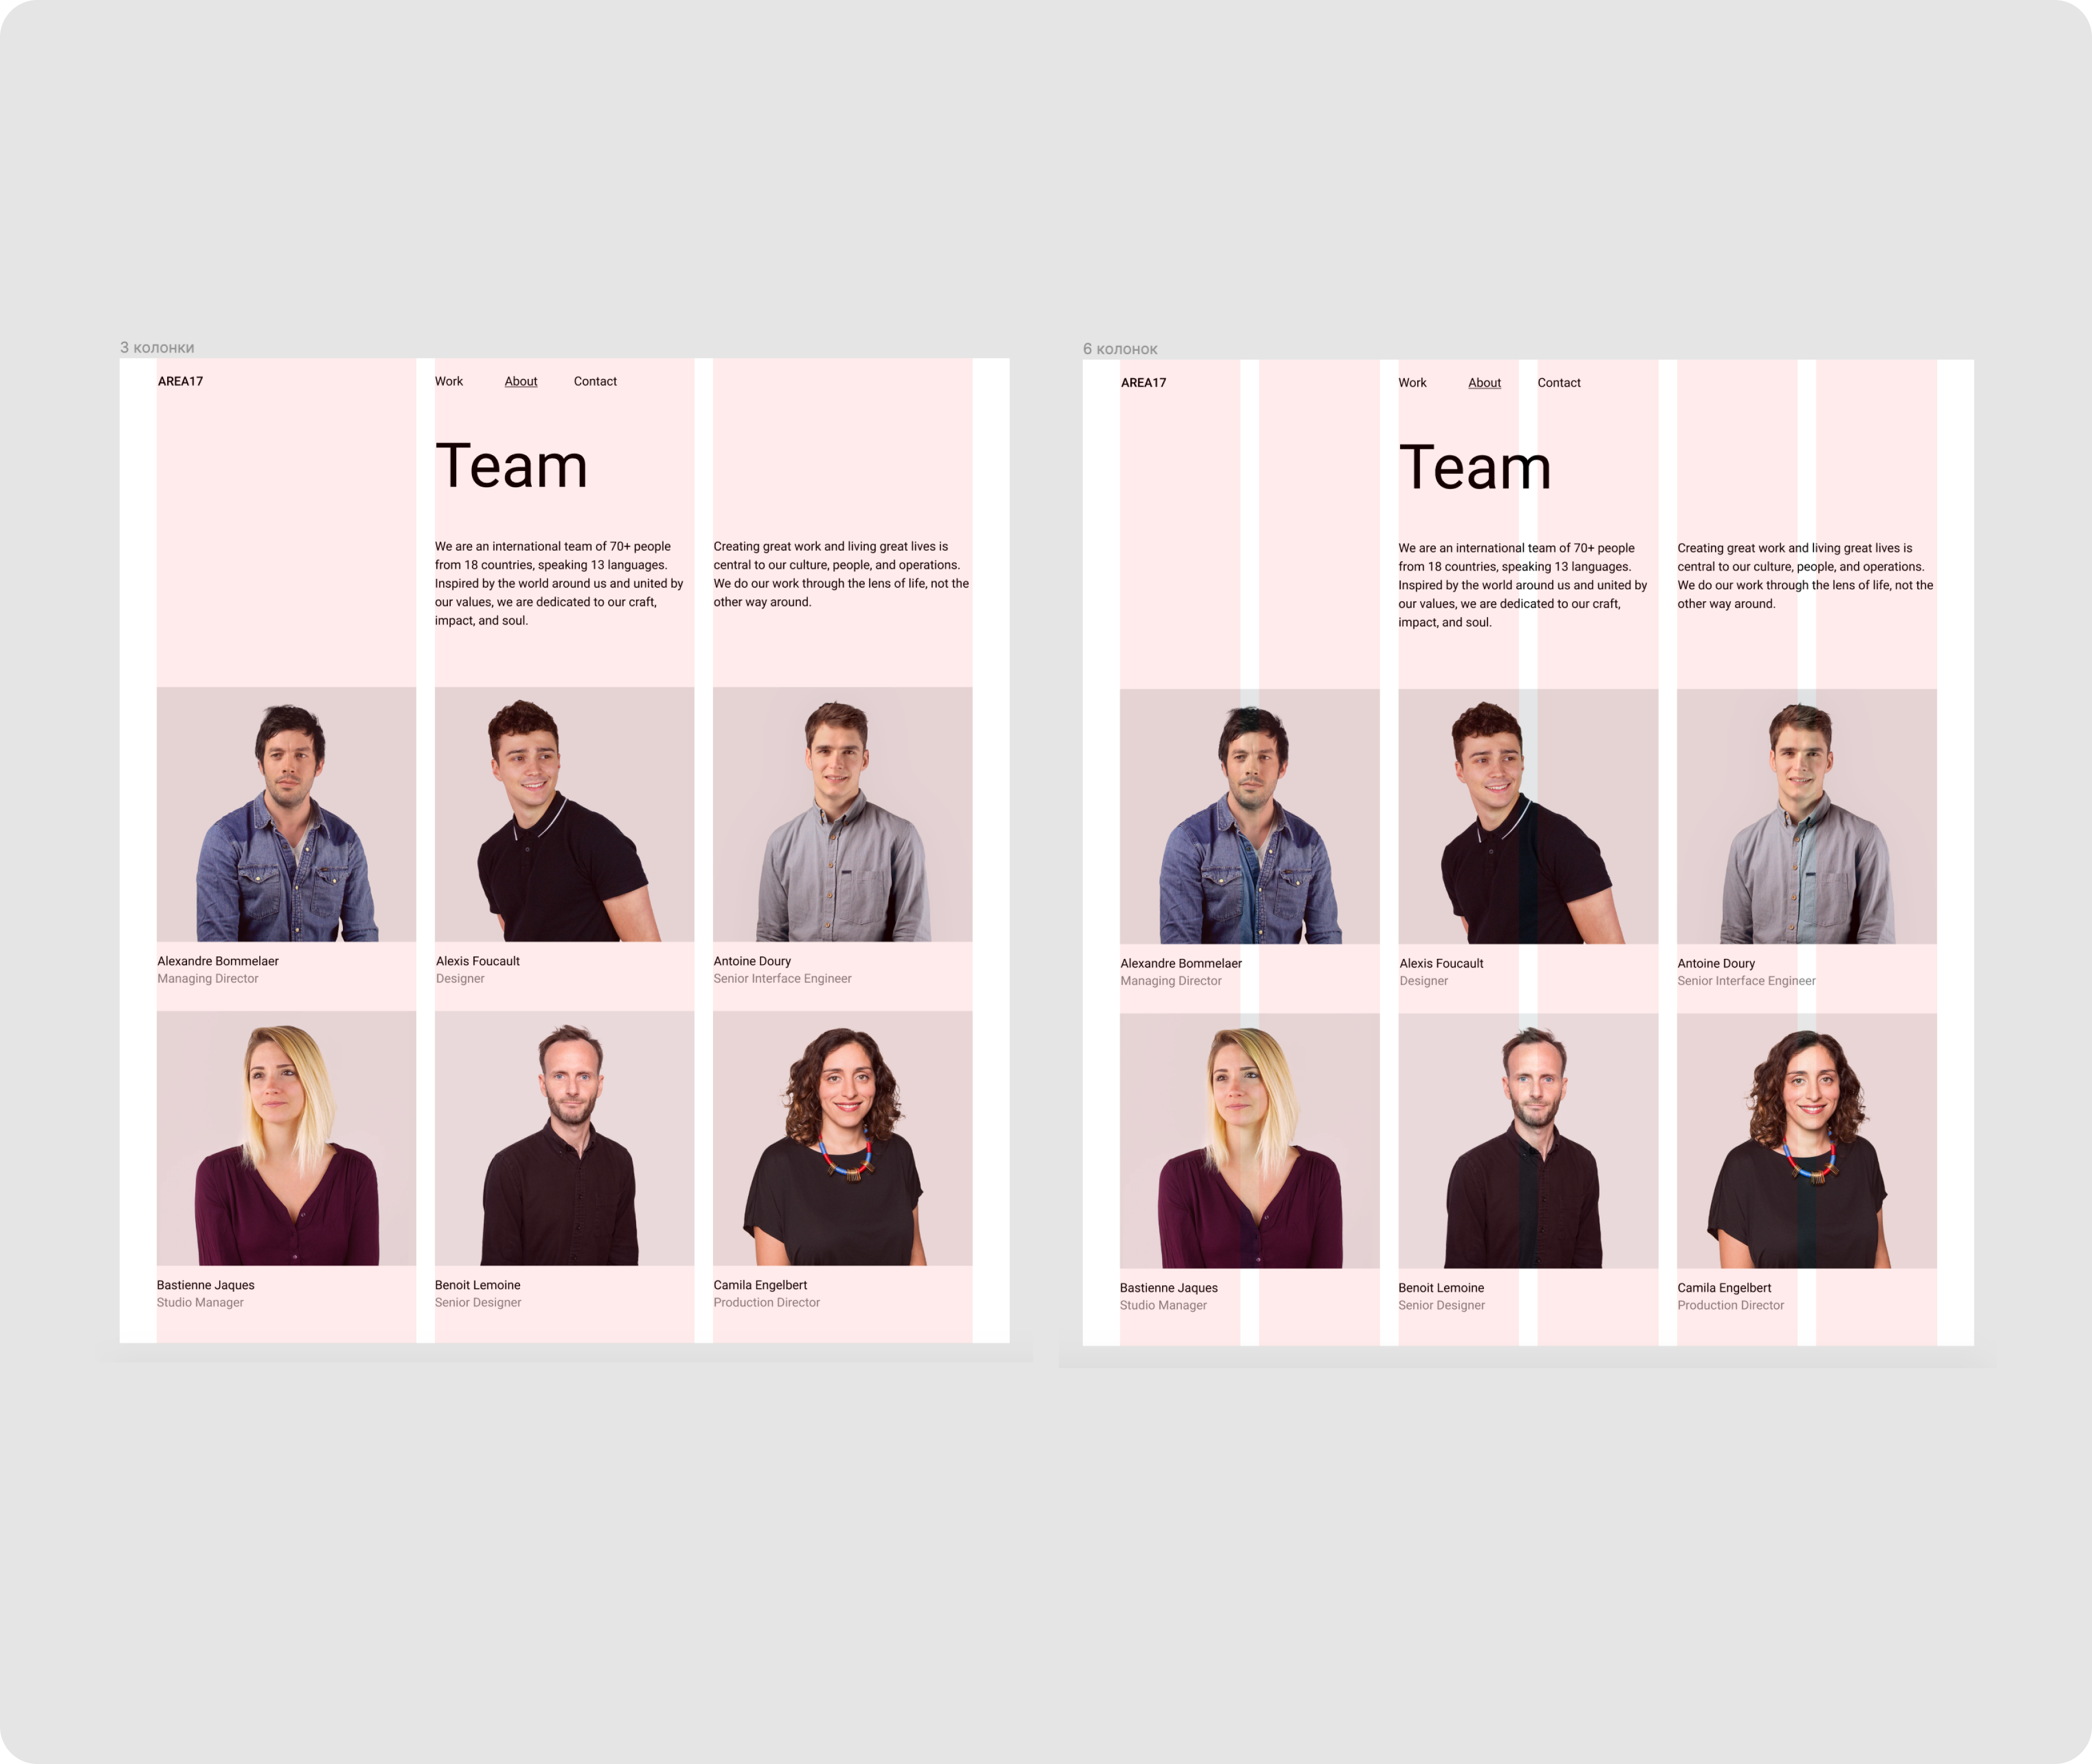 3 колонки
AREA17
Work About Contact
Team
We are an international team of 70+ people
from 18 countries, speaking 13 languages.
Inspired by the world around us and united by
our values, we are dedicated to our craft,
impact, and soul.
Creating great work and living great lives is
central to our culture, people, and operations.
We do our work through the lens of life, not the
other way around.
Alexandre Bommelaer
Managing Director
Alexis Foucault
Designer
Antoine Doury
Senior Interface Engineer
Bastienne Jaques
Studio Manager
Benoit Lemoine
Senior Designer
Camila Engelbert
Production Director
6 колонок
AREA17
Work About Contact
Team
We are an international team of 70+ people
from 18 countries, speaking 13 languages.
Inspired by the world around us and united by
our values, we are dedicated to our craft,
impact, and soul.
Creating great work and living great lives is
central to our culture, people, and operations.
We do our work through the lens of life, not the
other way around.
Alexandre Bommelaer
Managing Director
Alexis Foucault
Designer
Antoine Doury
Senior Interface Engineer
Bastienne Jaques
Studio Manager
Benoit Lemoine
Senior Designer
Camila Engelbert
Production Director